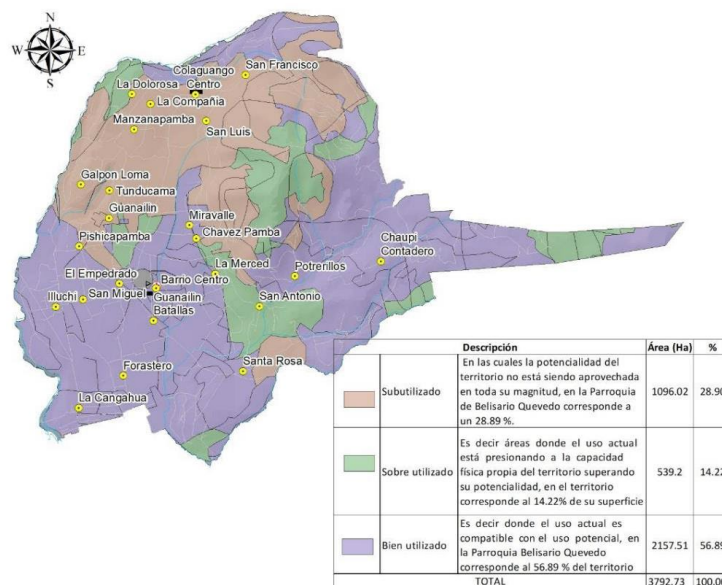 N
W E
S
San Francisco
Colaguango
La Dolorosa Centro
La Compañia
San Luis
Manzanapamba
Galpon Loma
Tunducama
Guanailin
Miravalle
Pishicapamba
Chavez Pamba
Chaupi
Contadero
La Merced
Potrerillos
El Empedrado
Barrio Centro
Illuchi
San Miguel
Guanailin
Batallas
San Antonio
Forastero
Santa Rosa
La Cangahua
Descripción Área (Ha) %
Subutilizado
En las cuales la potencialidad del
territorio no está siendo aprovechada
en toda su magnitud, en la Parroquia
de Belisario Quevedo corresponde a
un 28.89 %.
1096.02 28.90
Sobre utilizado
Es decir áreas donde el uso actual
está presionando a la capacidad
física propia del territorio superando
su potencialidad, en el territorio
corresponde al 14.22% de su superficie
539.2 14.22
Bien utilizado
Es decir donde el uso actual es
compatible con el uso potencial, en
la Parroquia Belisario Quevedo
corresponde al 56.89 % del territorio
2157.51 56.89
TOTAL 3792.73